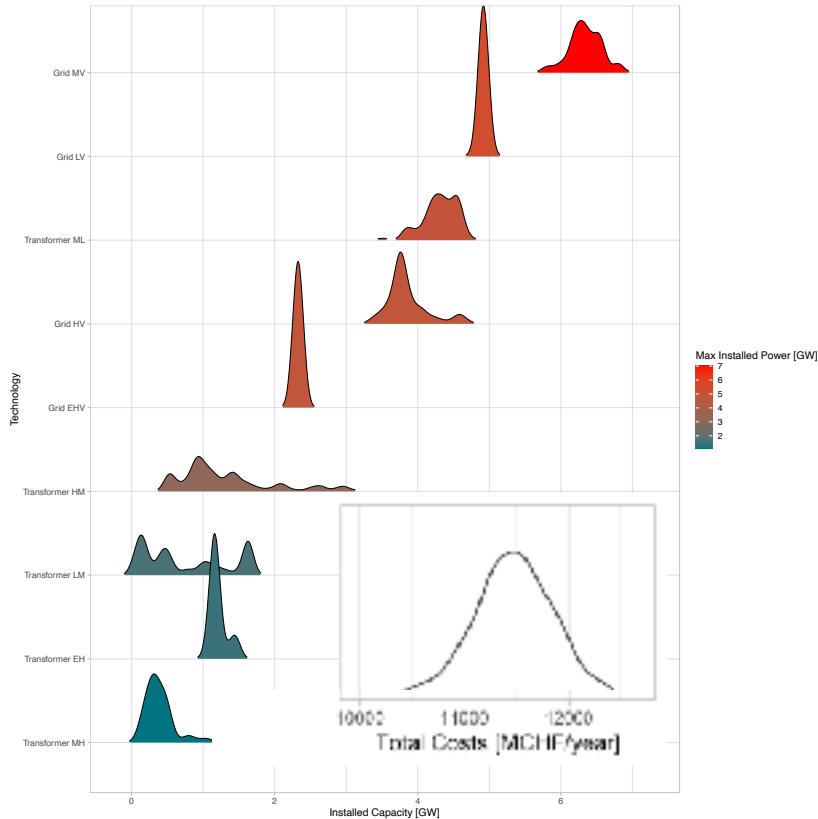 Grid MV
Grid LV
Transformer ML
Grid HV
Grid EHV
Transformer HM
Transformer LM
Transformer EH
Transformer MH
Technology
0 2 4 6
Installed Capacity [GW]
Max Installed Power [GW]
7
6
5
4
3
2
10000 11000 12000
Total Costs [MCHF/year]